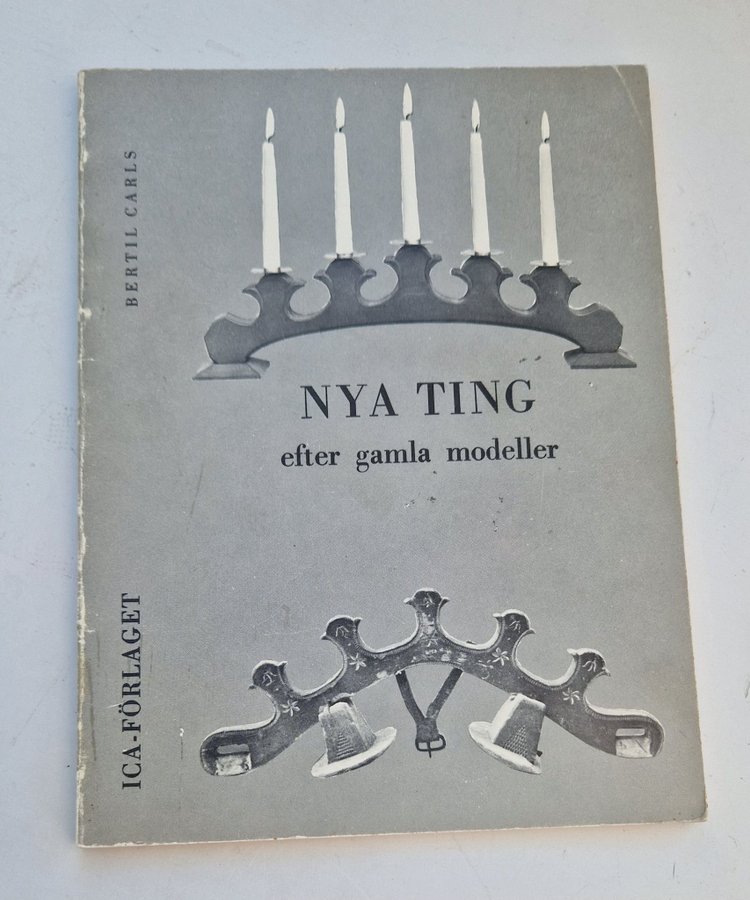 BERTIL CARLS
NYA TING
efter gamla modeller
ICA-FÖRLAGET